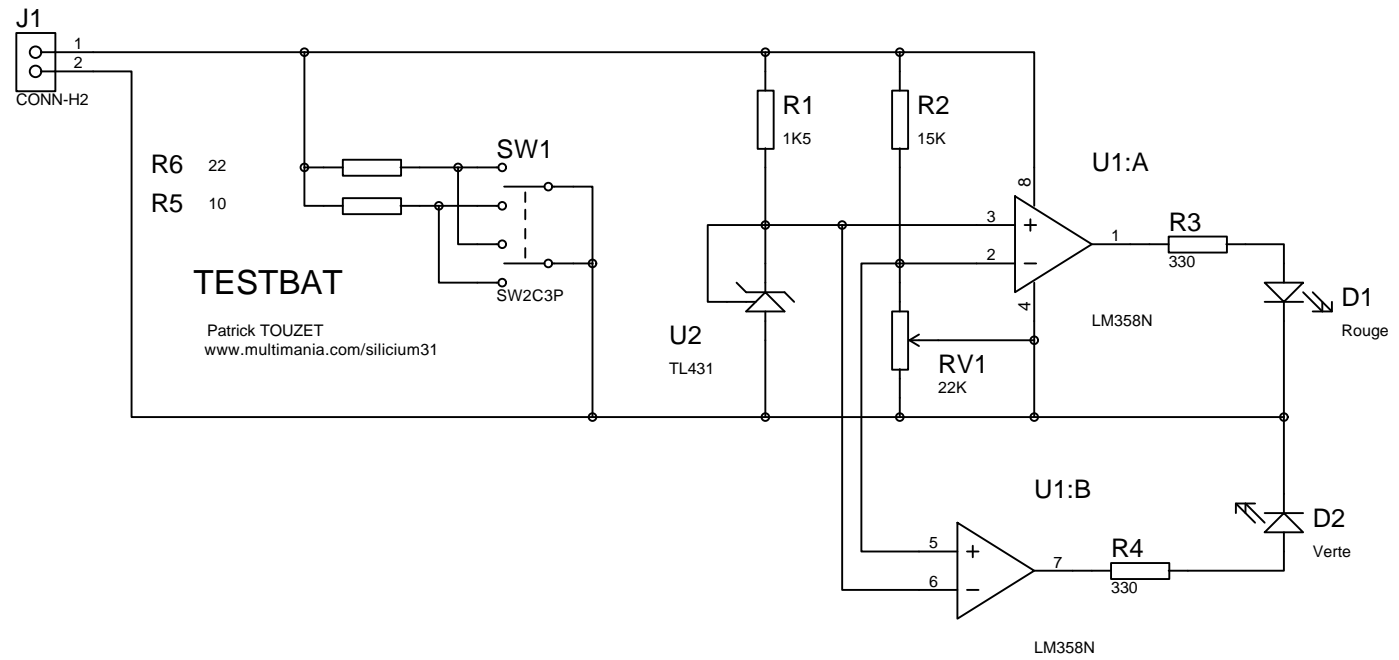 J1
1
2
CONN-H2
R6 22
R5 10
SW1
SW2C3P
TESTBAT
Patrick TOUZET
www.multimania.com/silicium31
R1
1K5
R2
15K
U2
TL431
RV1
22K
U1:A
8
3
2
1
4
LM358N
R3
330
D1
Rouge
U1:B
5
6
7
LM358N
R4
330
D2
Verte